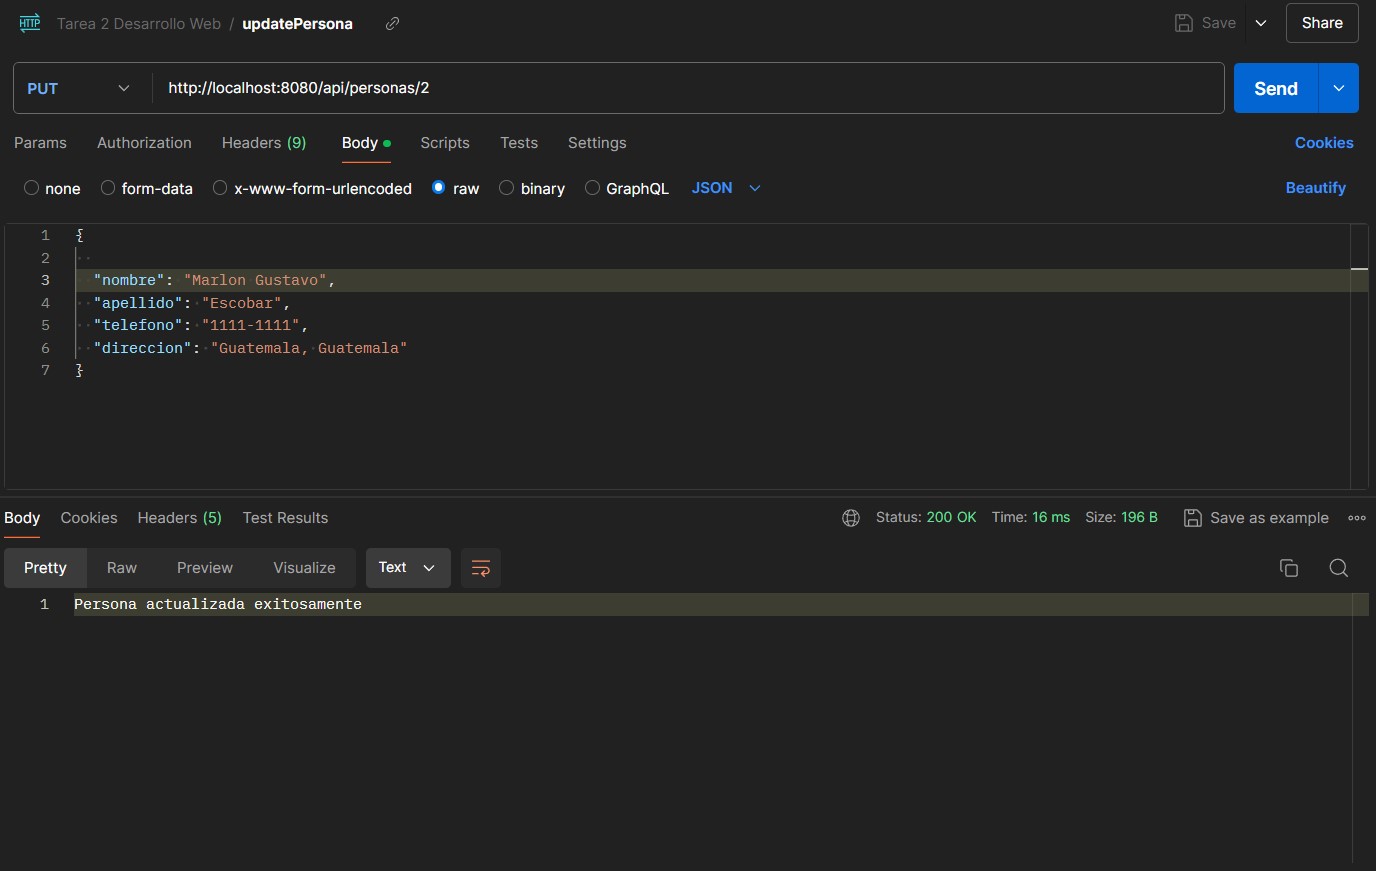 HTTP Tarea 2 Desarrollo Web / updatePersona Save Share
PUT http://localhost:8080/api/personas/2 Send
Params Authorization Headers (9) Body Scripts Tests Settings Cookies
none form-data x-www-form-urlencoded raw binary GraphQL JSON Beautify
1 {
2
3 "nombre": "Marlon Gustavo",
4 "apellido": "Escobar",
5 "telefono": "1111-1111",
6 "direccion": "Guatemala, Guatemala"
7 }
Body Cookies Headers (5) Test Results Status: 200 OK Time: 16 ms Size: 196 B Save as example
Pretty Raw Preview Visualize Text
1 Persona actualizada exitosamente